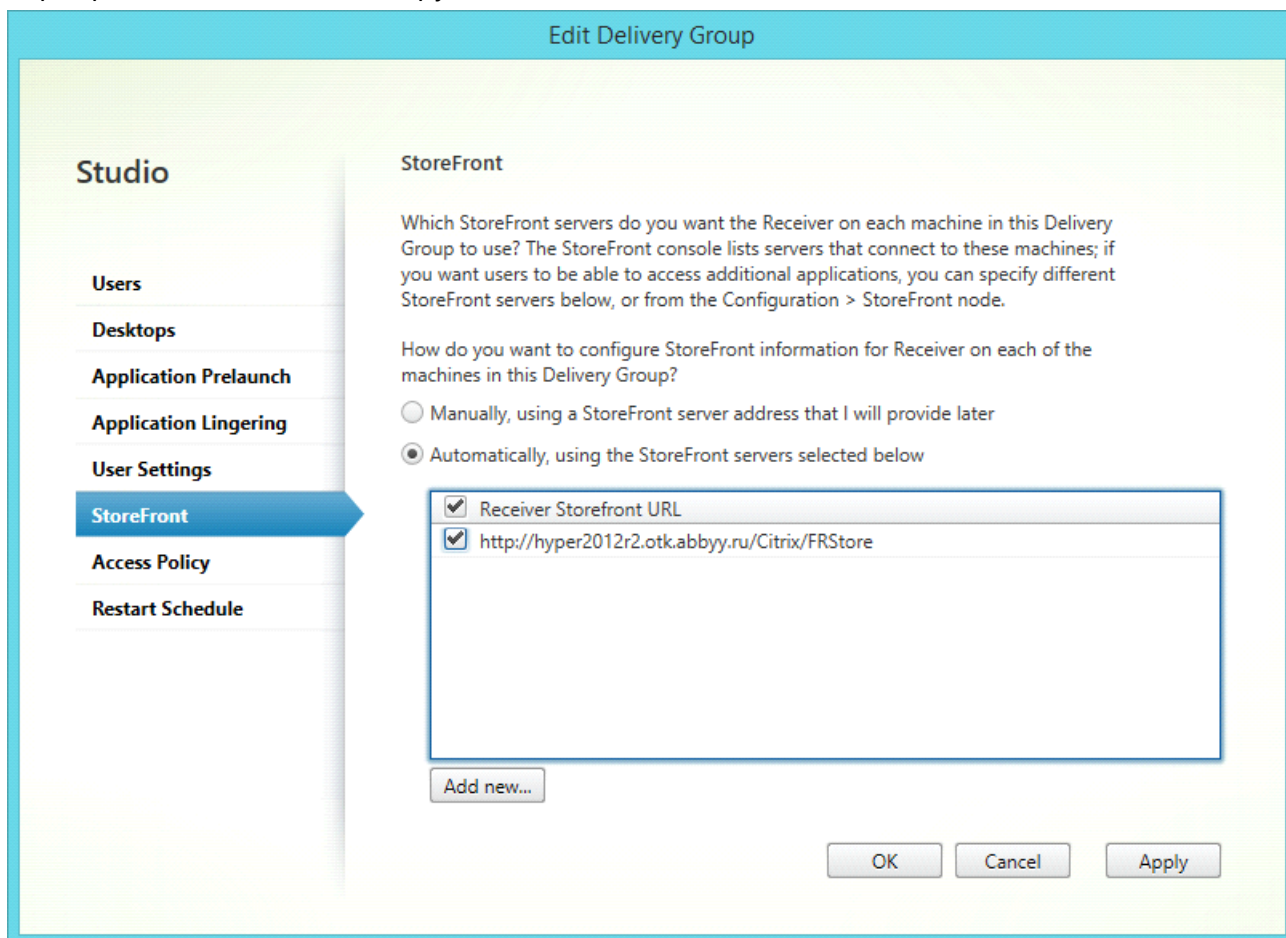 Edit Delivery Group
Studio
Users
Desktops
Application Prelaunch
Application Lingering
User Settings
StoreFront
Access Policy
Restart Schedule
StoreFront
Which StoreFront servers do you want the Receiver on each machine in this Delivery
Group to use? The StoreFront console lists servers that connect to these machines; if
you want users to be able to access additional applications, you can specify different
StoreFront servers below, or from the Configuration > StoreFront node.
How do you want to configure StoreFront information for Receiver on each of the
machines in this Delivery Group?
Manually, using a StoreFront server address that I will provide later
Automatically, using the StoreFront servers selected below
Receiver Storefront URL
http://hyper2012r2.otk.abbyy.ru/Citrix/FRStore
Add new...
OK Cancel Apply